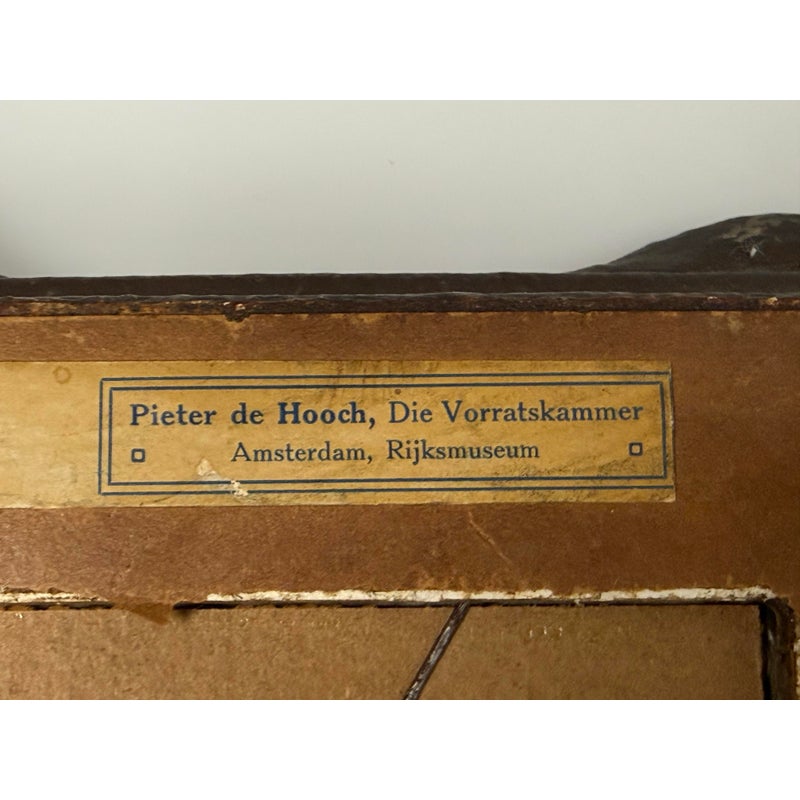 Pieter de Hooch, Die Vorratskammer
Amsterdam, Rijksmuseum